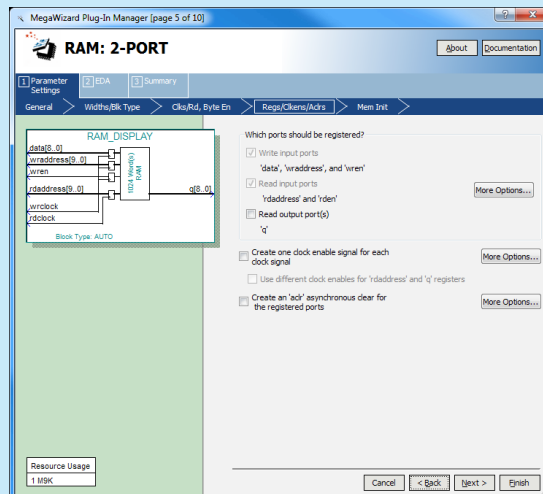 MegaWizard Plug-In Manager [page 5 of 10]
RAM: 2-PORT
About
Documentation
1 Parameter Settings
2 EDA
3 Summary
General
Widths/Blk Type
Clks/Rd, Byte En
Regs/Clkens/Aclrs
Mem Init
RAM_DISPLAY
data[8..0]
wraddress[9..0]
wren
rdaddress[9..0]
q[8..0]
wrclock
rdclock
1024 Word(s)
RAM
Block Type: AUTO
Which ports should be registered?
Write input ports
'data', 'wraddress', and 'wren'
Read input ports
'rdaddress' and 'rden'
More Options...
Read output port(s)
'q'
Create one clock enable signal for each
clock signal
More Options...
Use different clock enables for 'rdaddress' and 'q' registers
Create an 'aclr' asynchronous clear for
the registered ports
More Options...
Resource Usage
1 M9K
Cancel
< Back
Next >
Finish